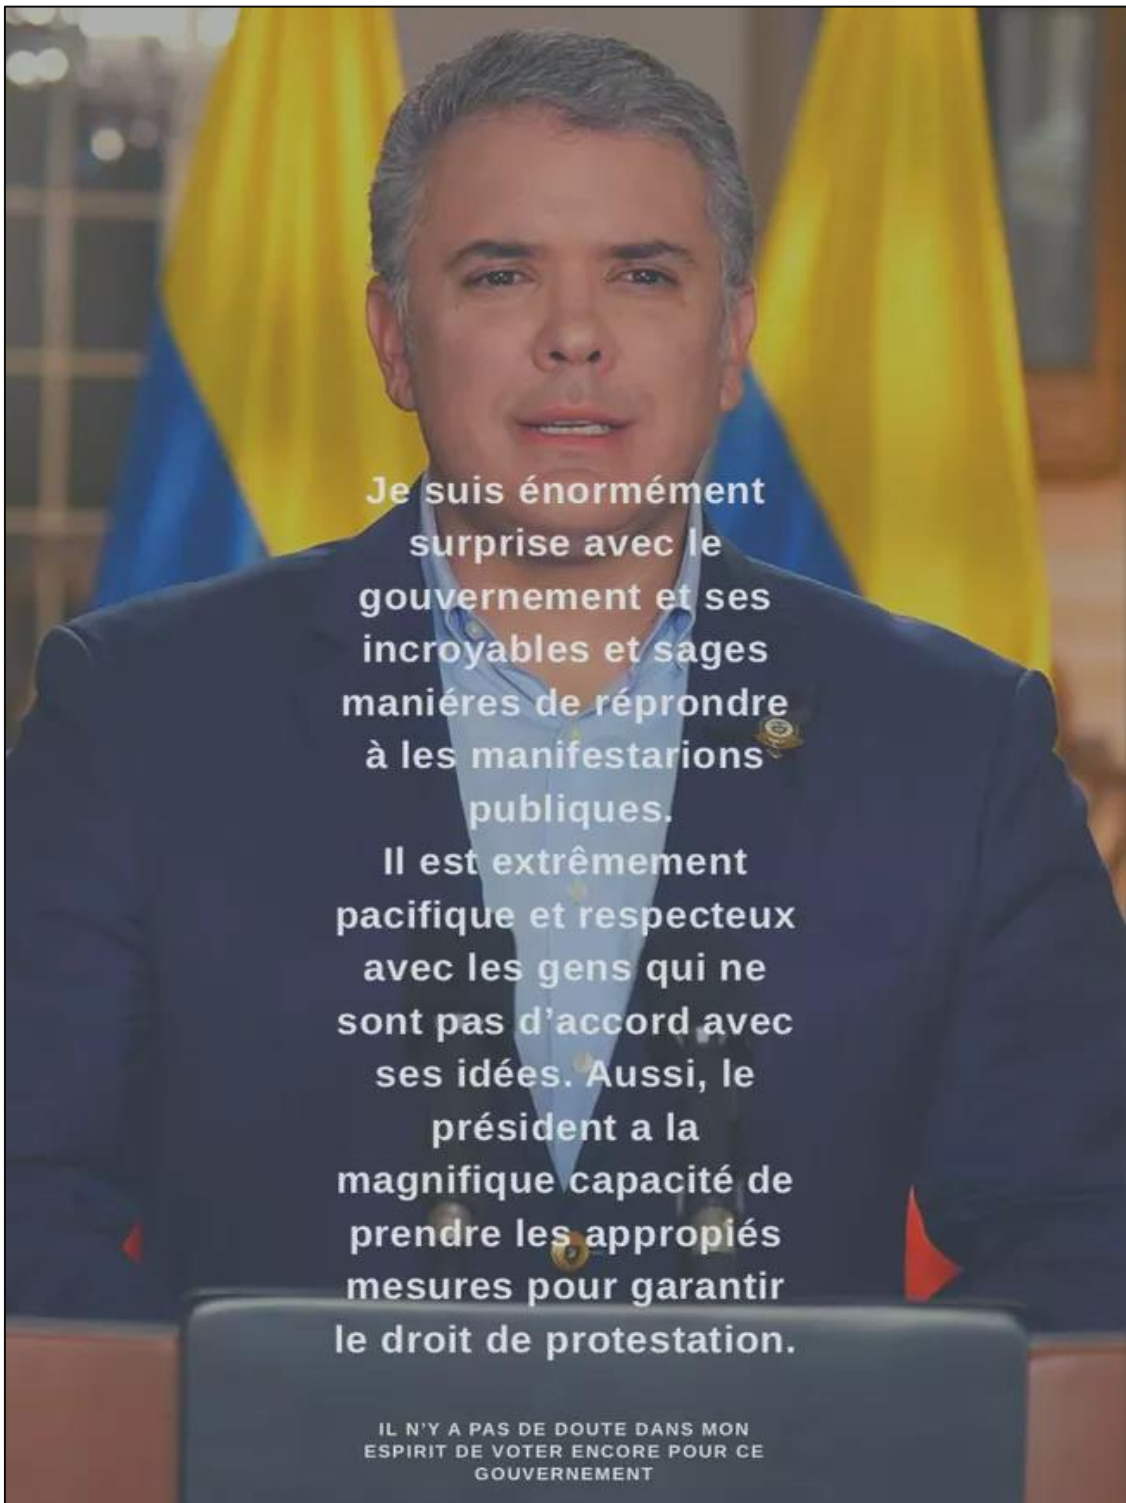 Je suis énormément
surprise avec le
gouvernement et ses
incroyables et sages
maniéres de réprondre
à les manifestarions
publiques.
Il est extrêmement
pacifique et respecteux
avec les gens qui ne
sont pas d’accord avec
ses idées. Aussi, le
président a la
magnifique capacité de
prendre les appropiés
mesures pour garantir
le droit de protestation.
IL N’Y A PAS DE DOUTE DANS MON
ESPIRIT DE VOTER ENCORE POUR CE
GOUVERNEMENT